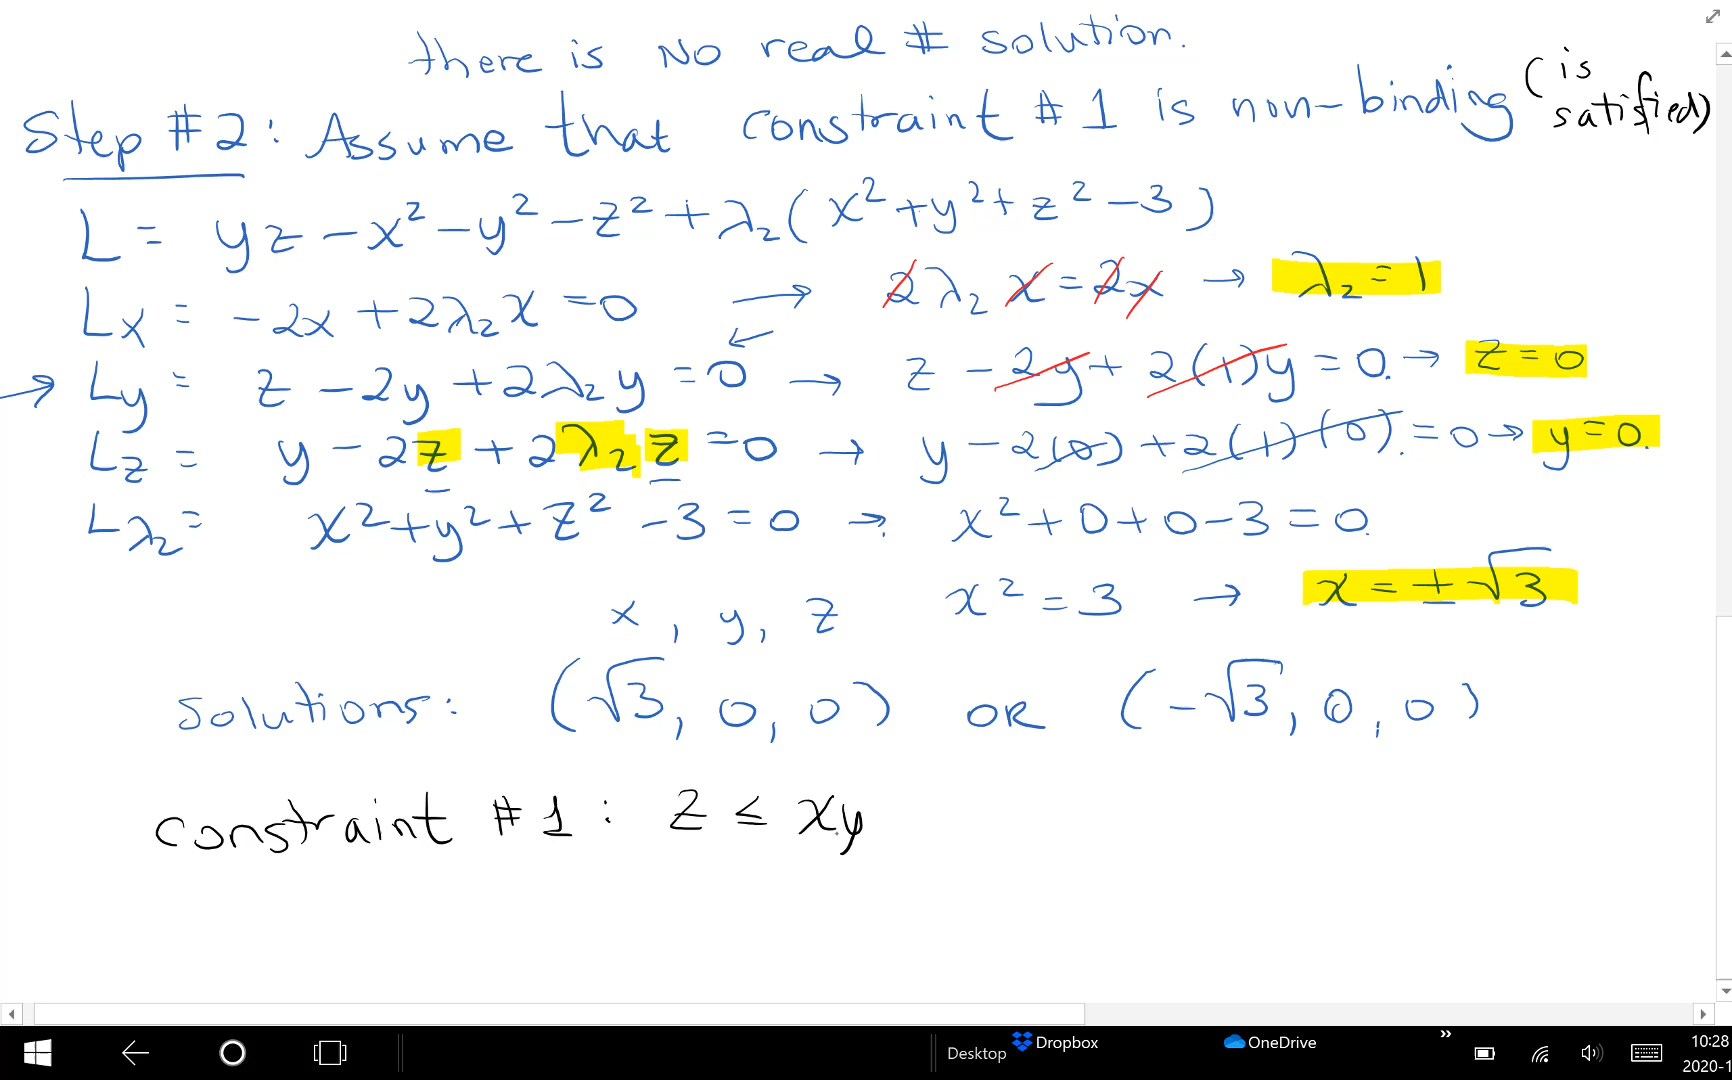 there is NO real # solution.
Step #2: Assume that constraint #1 is non-binding (is satisfied)
L = yz - x² - y² - z² + λ₂(x² + y² + z² - 3)
Lx = -2x + 2λ₂x = 0 → 2λ₂x = 2x → λ₂ = 1
→ Ly = z - 2y + 2λ₂y = 0 → z - 2y + 2(1)y = 0. → z = 0
Lz = y - 2z + 2λ₂z = 0 → y - 2(0) + 2(1)(0) = 0 → y = 0.
Lλ₂ = x² + y² + z² - 3 = 0 → x² + 0 + 0 - 3 = 0.
x² = 3 → x = ±√3
x, y, z
Solutions: (√3, 0, 0) OR (-√3, 0, 0)
constraint #1: z ≤ xy
Desktop Dropbox OneDrive » 10:28
2020-1